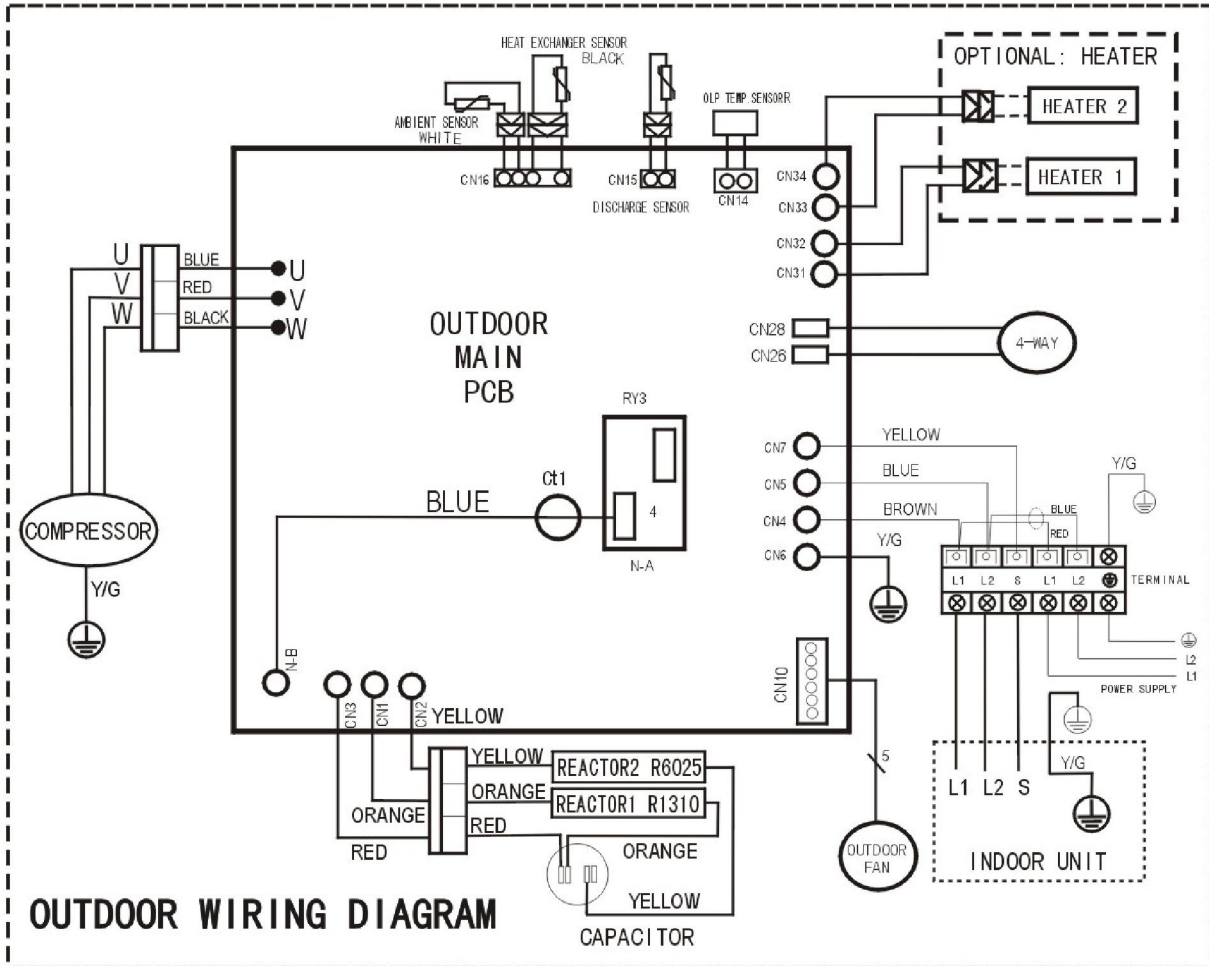 HEAT EXCHANGER SENSOR
BLACK
AMBIENT SENSOR
WHITE
OLP TEMP.SENSORR
OPTIONAL: HEATER
HEATER 2
HEATER 1
CN16
CN15
DISCHARGE SENSOR
CN14
CN34
CN33
CN32
CN31
U
V
W
BLUE
RED
BLACK
U
V
W
OUTDOOR
MAIN
PCB
CN28
CN26
4-WAY
RY3
Ct1
BLUE
4
N-A
CN7
CN5
CN4
CN6
YELLOW
BLUE
BROWN
Y/G
Y/G
BLUE
RED
L1 L2 S L1 L2
TERMINAL
L2
L1
POWER SUPPLY
COMPRESSOR
Y/G
N-B
CN3
CN1
CN2
YELLOW
CN10
5
OUTDOOR
FAN
YELLOW
ORANGE
RED
REACTOR2 R6025
REACTOR1 R1310
ORANGE
RED
ORANGE
YELLOW
CAPACITOR
L1 L2 S
Y/G
INDOOR UNIT
OUTDOOR WIRING DIAGRAM